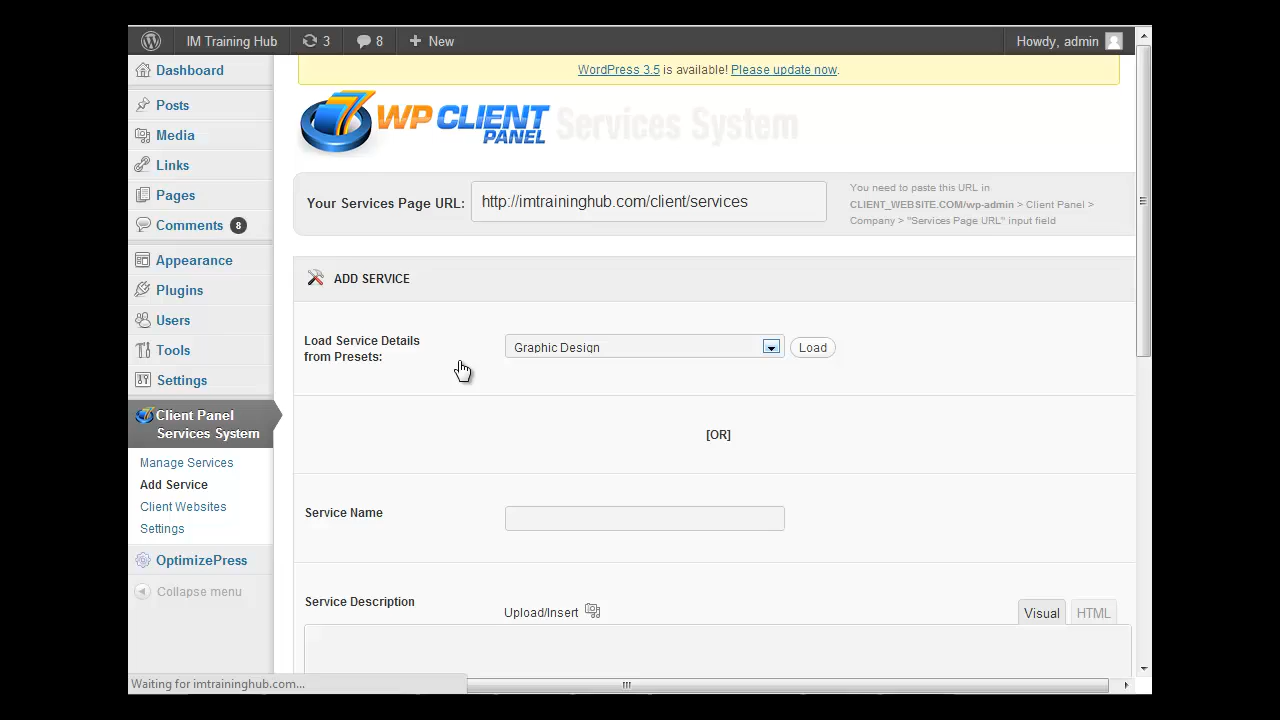 IM Training Hub 3 8 New Howdy, admin
Dashboard
Posts
Media
Links
Pages
Comments 8
Appearance
Plugins
Users
Tools
Settings
Client Panel
Services System
Manage Services
Add Service
Client Websites
Settings
OptimizePress
Collapse menu
WordPress 3.5 is available! Please update now.
7 WP CLIENT
PANEL
Services System
Your Services Page URL: http://imtraininghub.com/client/services
You need to paste this URL in
CLIENT_WEBSITE.COM/wp-admin > Client Panel >
Company > "Services Page URL" input field
ADD SERVICE
Load Service Details
from Presets:
Graphic Design Load
[OR]
Service Name
Service Description
Upload/Insert Visual HTML
Waiting for imtraininghub.com...